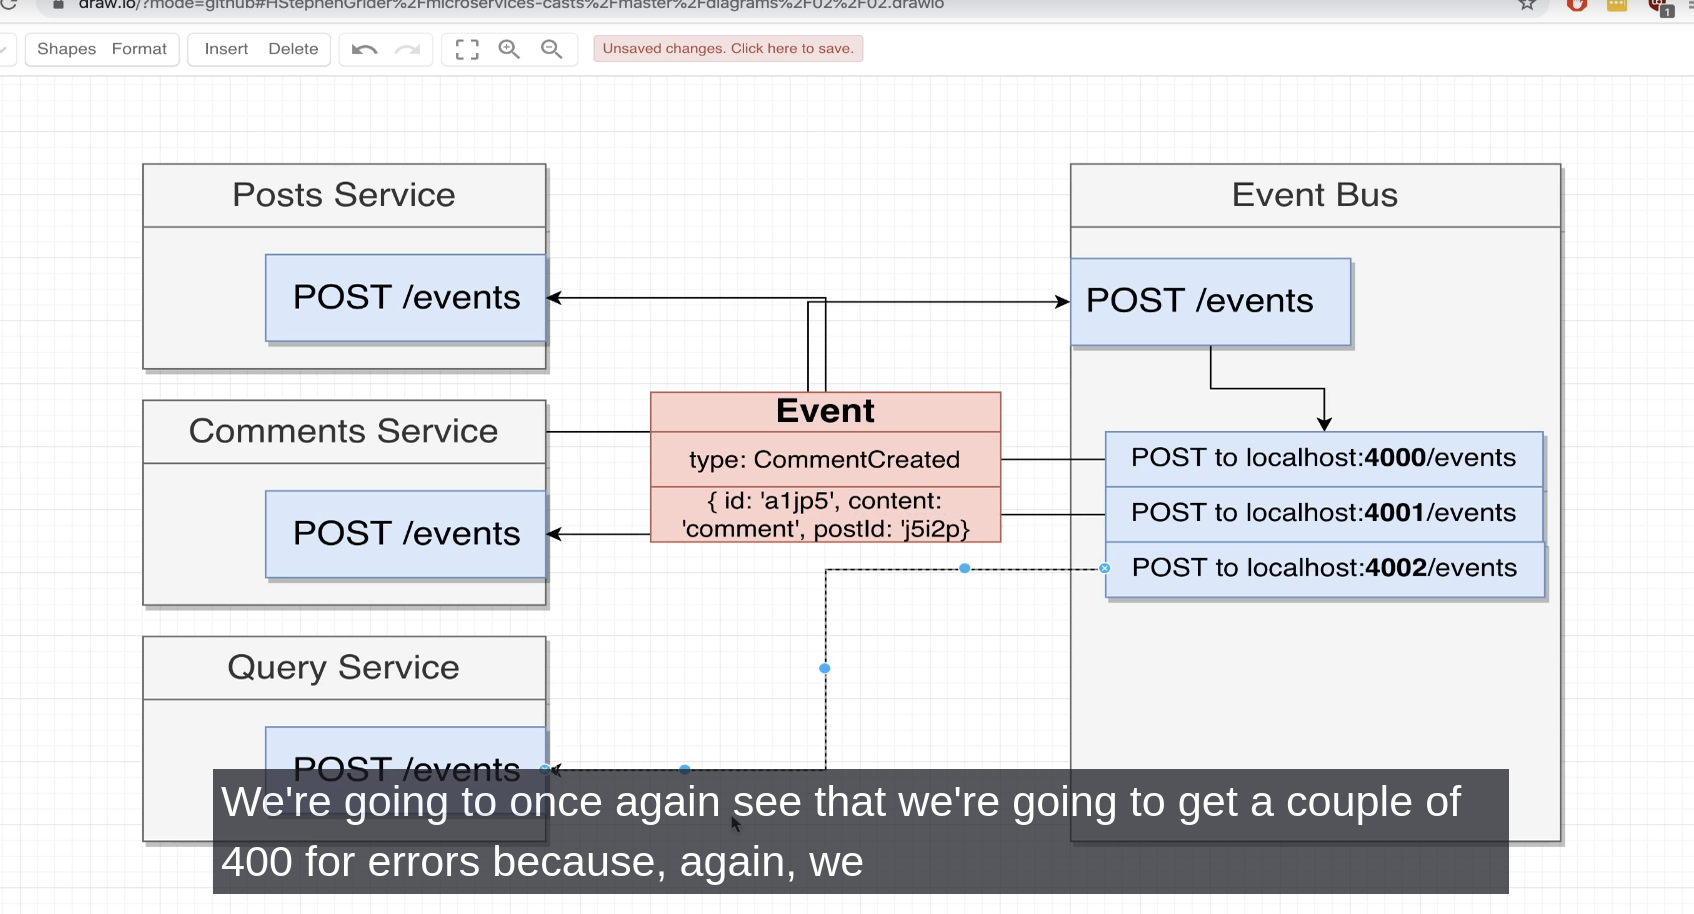 draw.io/?mode=github#HStephenGrider%2Fmicroservices-casts%2Fmaster%2Fdiagrams%2F02%2F02.drawio
1
Shapes Format Insert Delete Unsaved changes. Click here to save.
Posts Service
POST /events
Comments Service
POST /events
Query Service
POST /events
Event
type: CommentCreated
{ id: 'a1jp5', content:
'comment', postId: 'j5i2p}
Event Bus
POST /events
POST to localhost:4000/events
POST to localhost:4001/events
POST to localhost:4002/events
We're going to once again see that we're going to get a couple of
400 for errors because, again, we